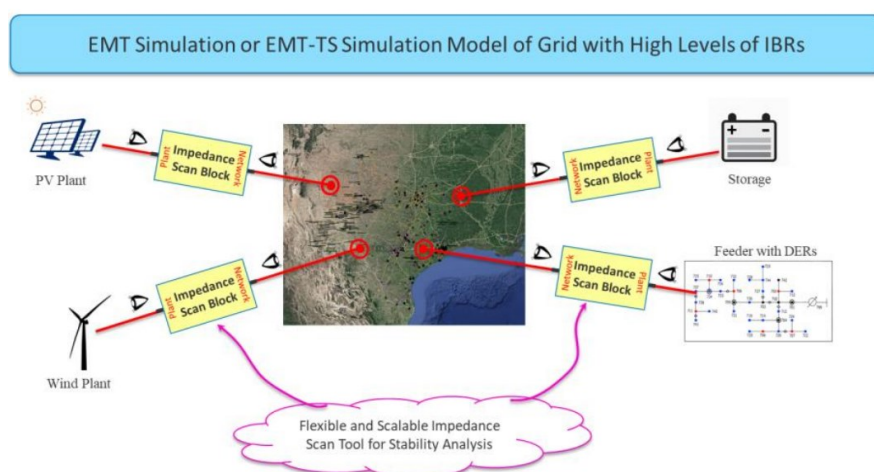 EMT Simulation or EMT-TS Simulation Model of Grid with High Levels of IBRs
PV Plant
Plant
Impedance
Scan Block
Network
Network
Impedance
Scan Block
Plant
Storage
Wind Plant
Plant
Impedance
Scan Block
Network
Network
Impedance
Scan Block
Plant
Feeder with DERs
Flexible and Scalable Impedance
Scan Tool for Stability Analysis